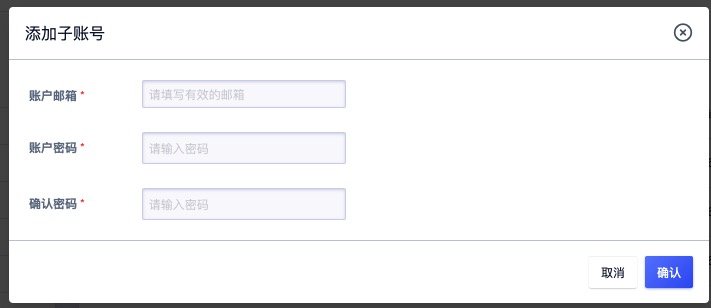 添加子账号
账户邮箱 * 请填写有效的邮箱
账户密码 * 请输入密码
确认密码 * 请输入密码
取消 确认